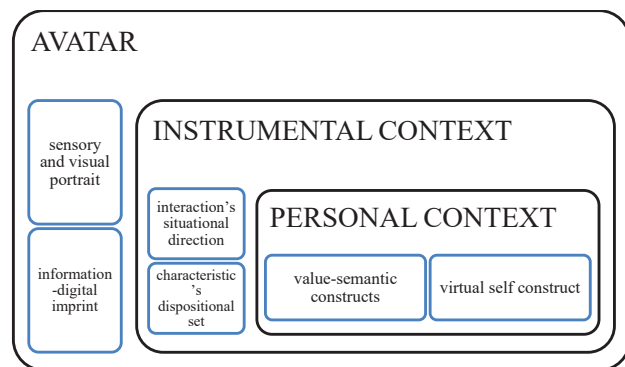 AVATAR
sensory
and visual
portrait
information
-digital
imprint
INSTRUMENTAL CONTEXT
interaction’s
situational
direction
characteristic
’s
dispositional
set
PERSONAL CONTEXT
value-semantic
constructs
virtual self construct